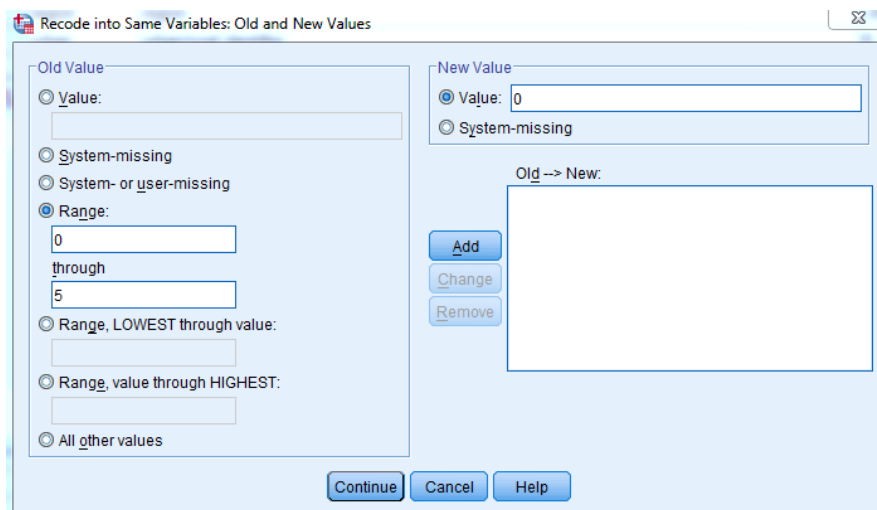 Recode into Same Variables: Old and New Values
Old Value
Value:
System-missing
System- or user-missing
Range:
0
through
5
Range, LOWEST through value:
Range, value through HIGHEST:
All other values
New Value
Value: 0
System-missing
Old --> New:
Add
Change
Remove
Continue Cancel Help